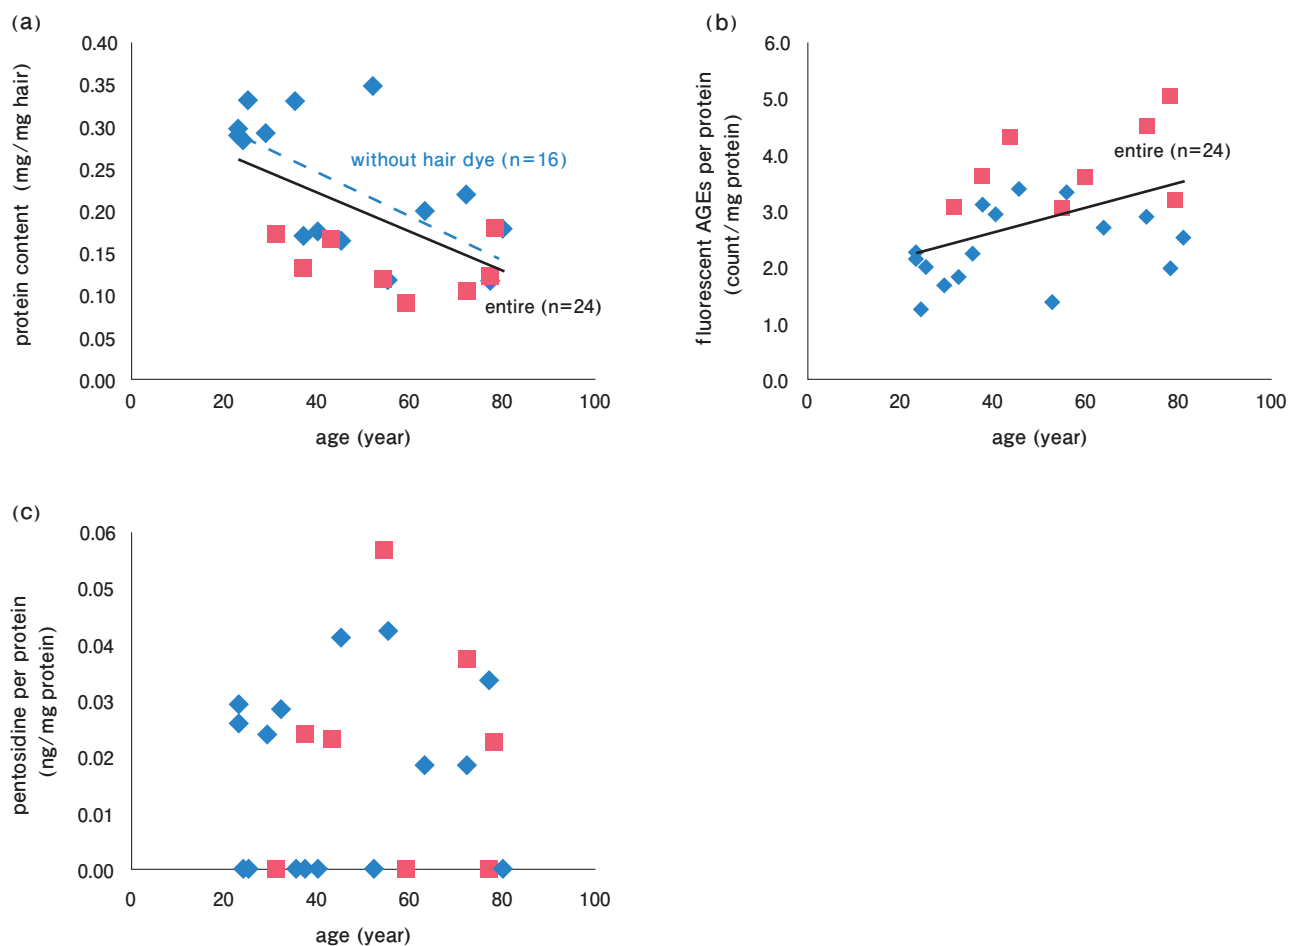 (a)
protein content (mg/mg hair)
0.40
0.35
0.30
0.25
0.20
0.15
0.10
0.05
0.00
without hair dye (n=16)
entire (n=24)
0 20 40 60 80 100
age (year)
(b)
fluorescent AGEs per protein
(count/mg protein)
6.0
5.0
4.0
3.0
2.0
1.0
0.0
entire (n=24)
0 20 40 60 80 100
age (year)
(c)
pentosidine per protein
(ng/mg protein)
0.06
0.05
0.04
0.03
0.02
0.01
0.00
0 20 40 60 80 100
age (year)